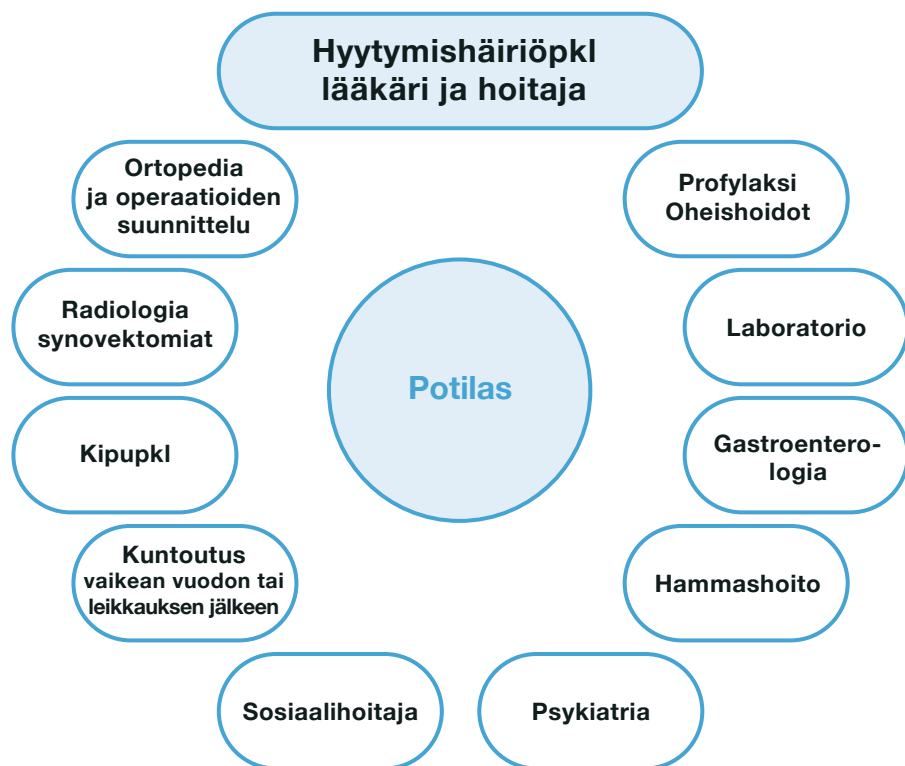 Hyytymishäiriöpkl
lääkäri ja hoitaja
Ortopedia
ja operaatioiden
suunnittelu
Profylaksi
Oheishoidot
Radiologia
synovektomiat
Laboratorio
Potilas
Kipupkl
Gastroentero-
logia
Kuntoutus
vaikean vuodon tai
leikkauksen jälkeen
Hammashoito
Sosiaalihoitaja
Psykiatria